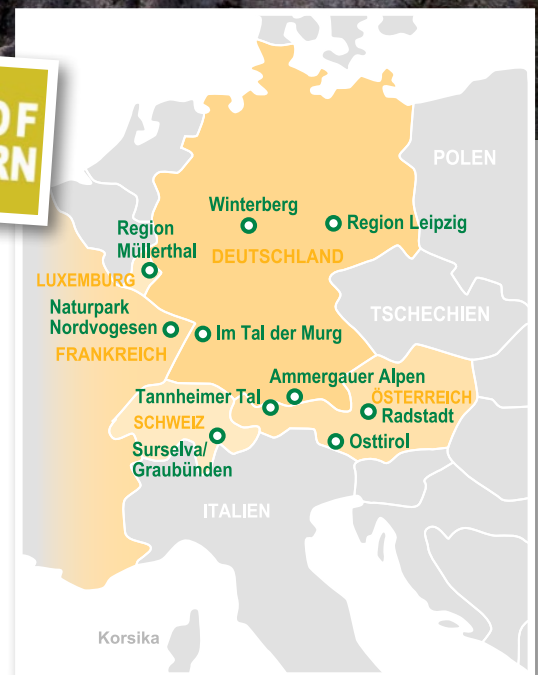 OF
RN
POLEN
Winterberg
Region Leipzig
Region
Müllerthal
DEUTSCHLAND
LUXEMBURG
TSCHECHIEN
Naturpark
Nordvogesen
Im Tal der Murg
FRANKREICH
Ammergauer Alpen
Tannheimer Tal
ÖSTERREICH
Radstadt
SCHWEIZ
Osttirol
Surselva/
Graubünden
ITALIEN
Korsika